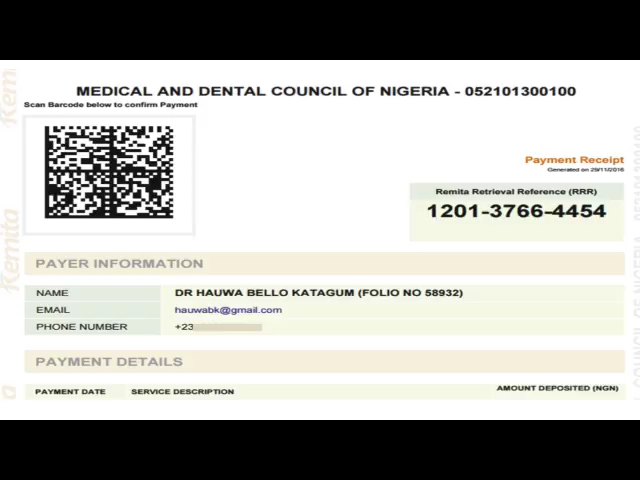 MEDICAL AND DENTAL COUNCIL OF NIGERIA - 052101300100
Scan Barcode below to confirm Payment
Payment Receipt
Generated on 29/11/2016
Remita Retrieval Reference (RRR)
1201-3766-4454
PAYER INFORMATION
NAME DR HAUWA BELLO KATAGUM (FOLIO NO 58932)
EMAIL hauwabk@gmail.com
PHONE NUMBER +23
PAYMENT DETAILS
PAYMENT DATE SERVICE DESCRIPTION AMOUNT DEPOSITED (NGN)
Remita